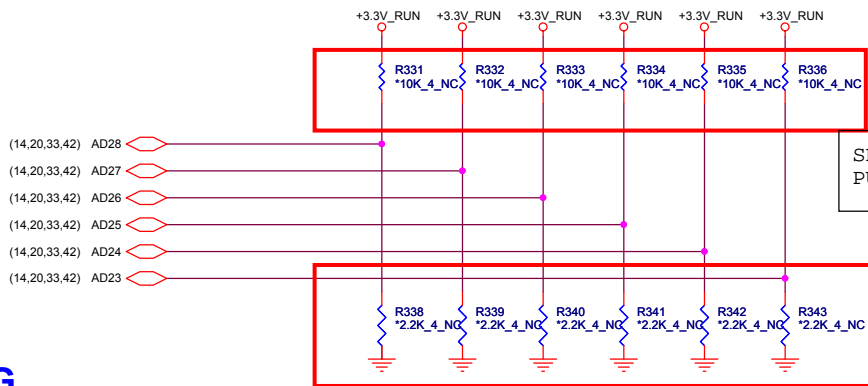 +3.3V_RUN +3.3V_RUN +3.3V_RUN +3.3V_RUN +3.3V_RUN +3.3V_RUN
R331 R332 R333 R334 R335 R336
*10K_4_NC *10K_4_NC *10K_4_NC *10K_4_NC *10K_4_NC *10K_4_NC
(14,20,33,42) AD28
(14,20,33,42) AD27
(14,20,33,42) AD26
(14,20,33,42) AD25
(14,20,33,42) AD24
(14,20,33,42) AD23
R338 R339 R340 R341 R342 R343
*2.2K_4_NC *2.2K_4_NC *2.2K_4_NC *2.2K_4_NC *2.2K_4_NC *2.2K_4_NC